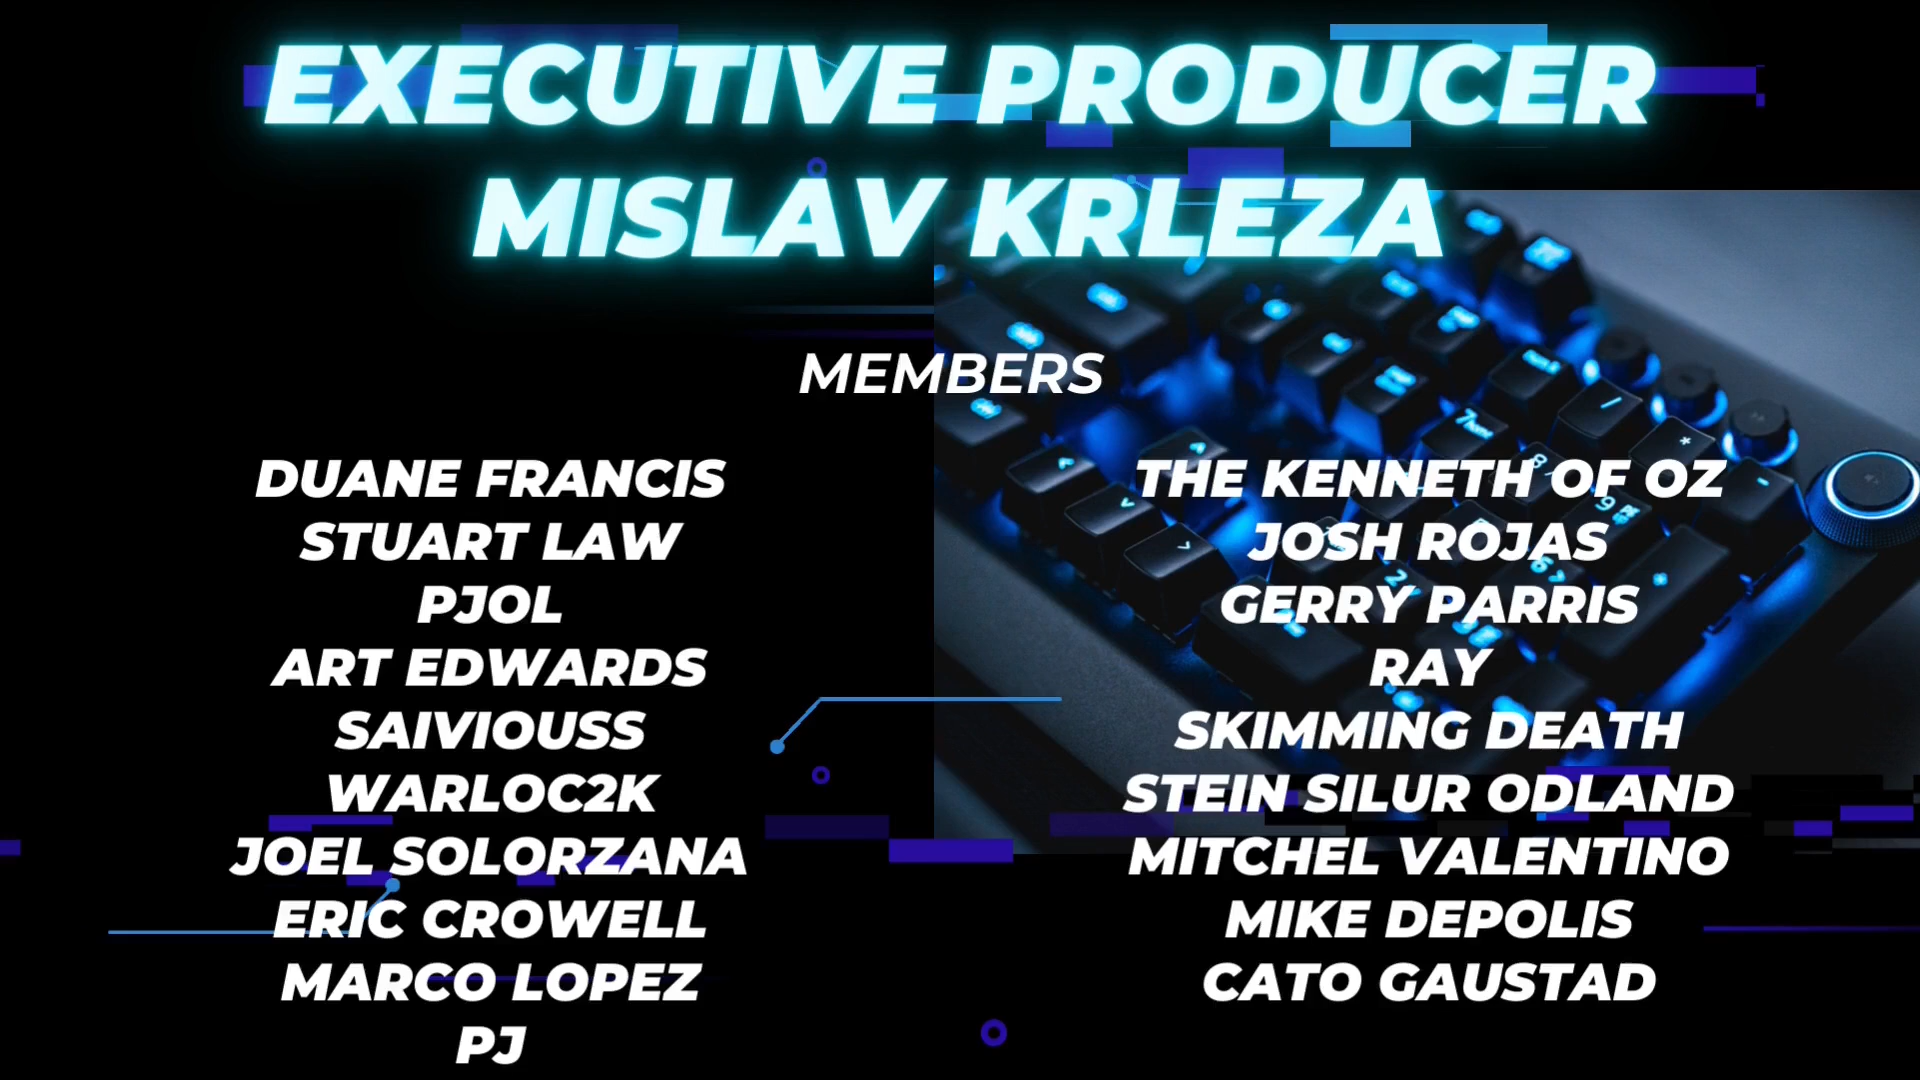 EXECUTIVE PRODUCER
MISLAV KRLEZA
MEMBERS
DUANE FRANCIS
STUART LAW
PJOL
ART EDWARDS
SAIVIOUSS
WARLOC2K
JOEL SOLORZANA
ERIC CROWELL
MARCO LOPEZ
PJ
THE KENNETH OF OZ
JOSH ROJAS
GERRY PARRIS
RAY
SKIMMING DEATH
STEIN SILUR ODLAND
MITCHEL VALENTINO
MIKE DEPOLIS
CATO GAUSTAD